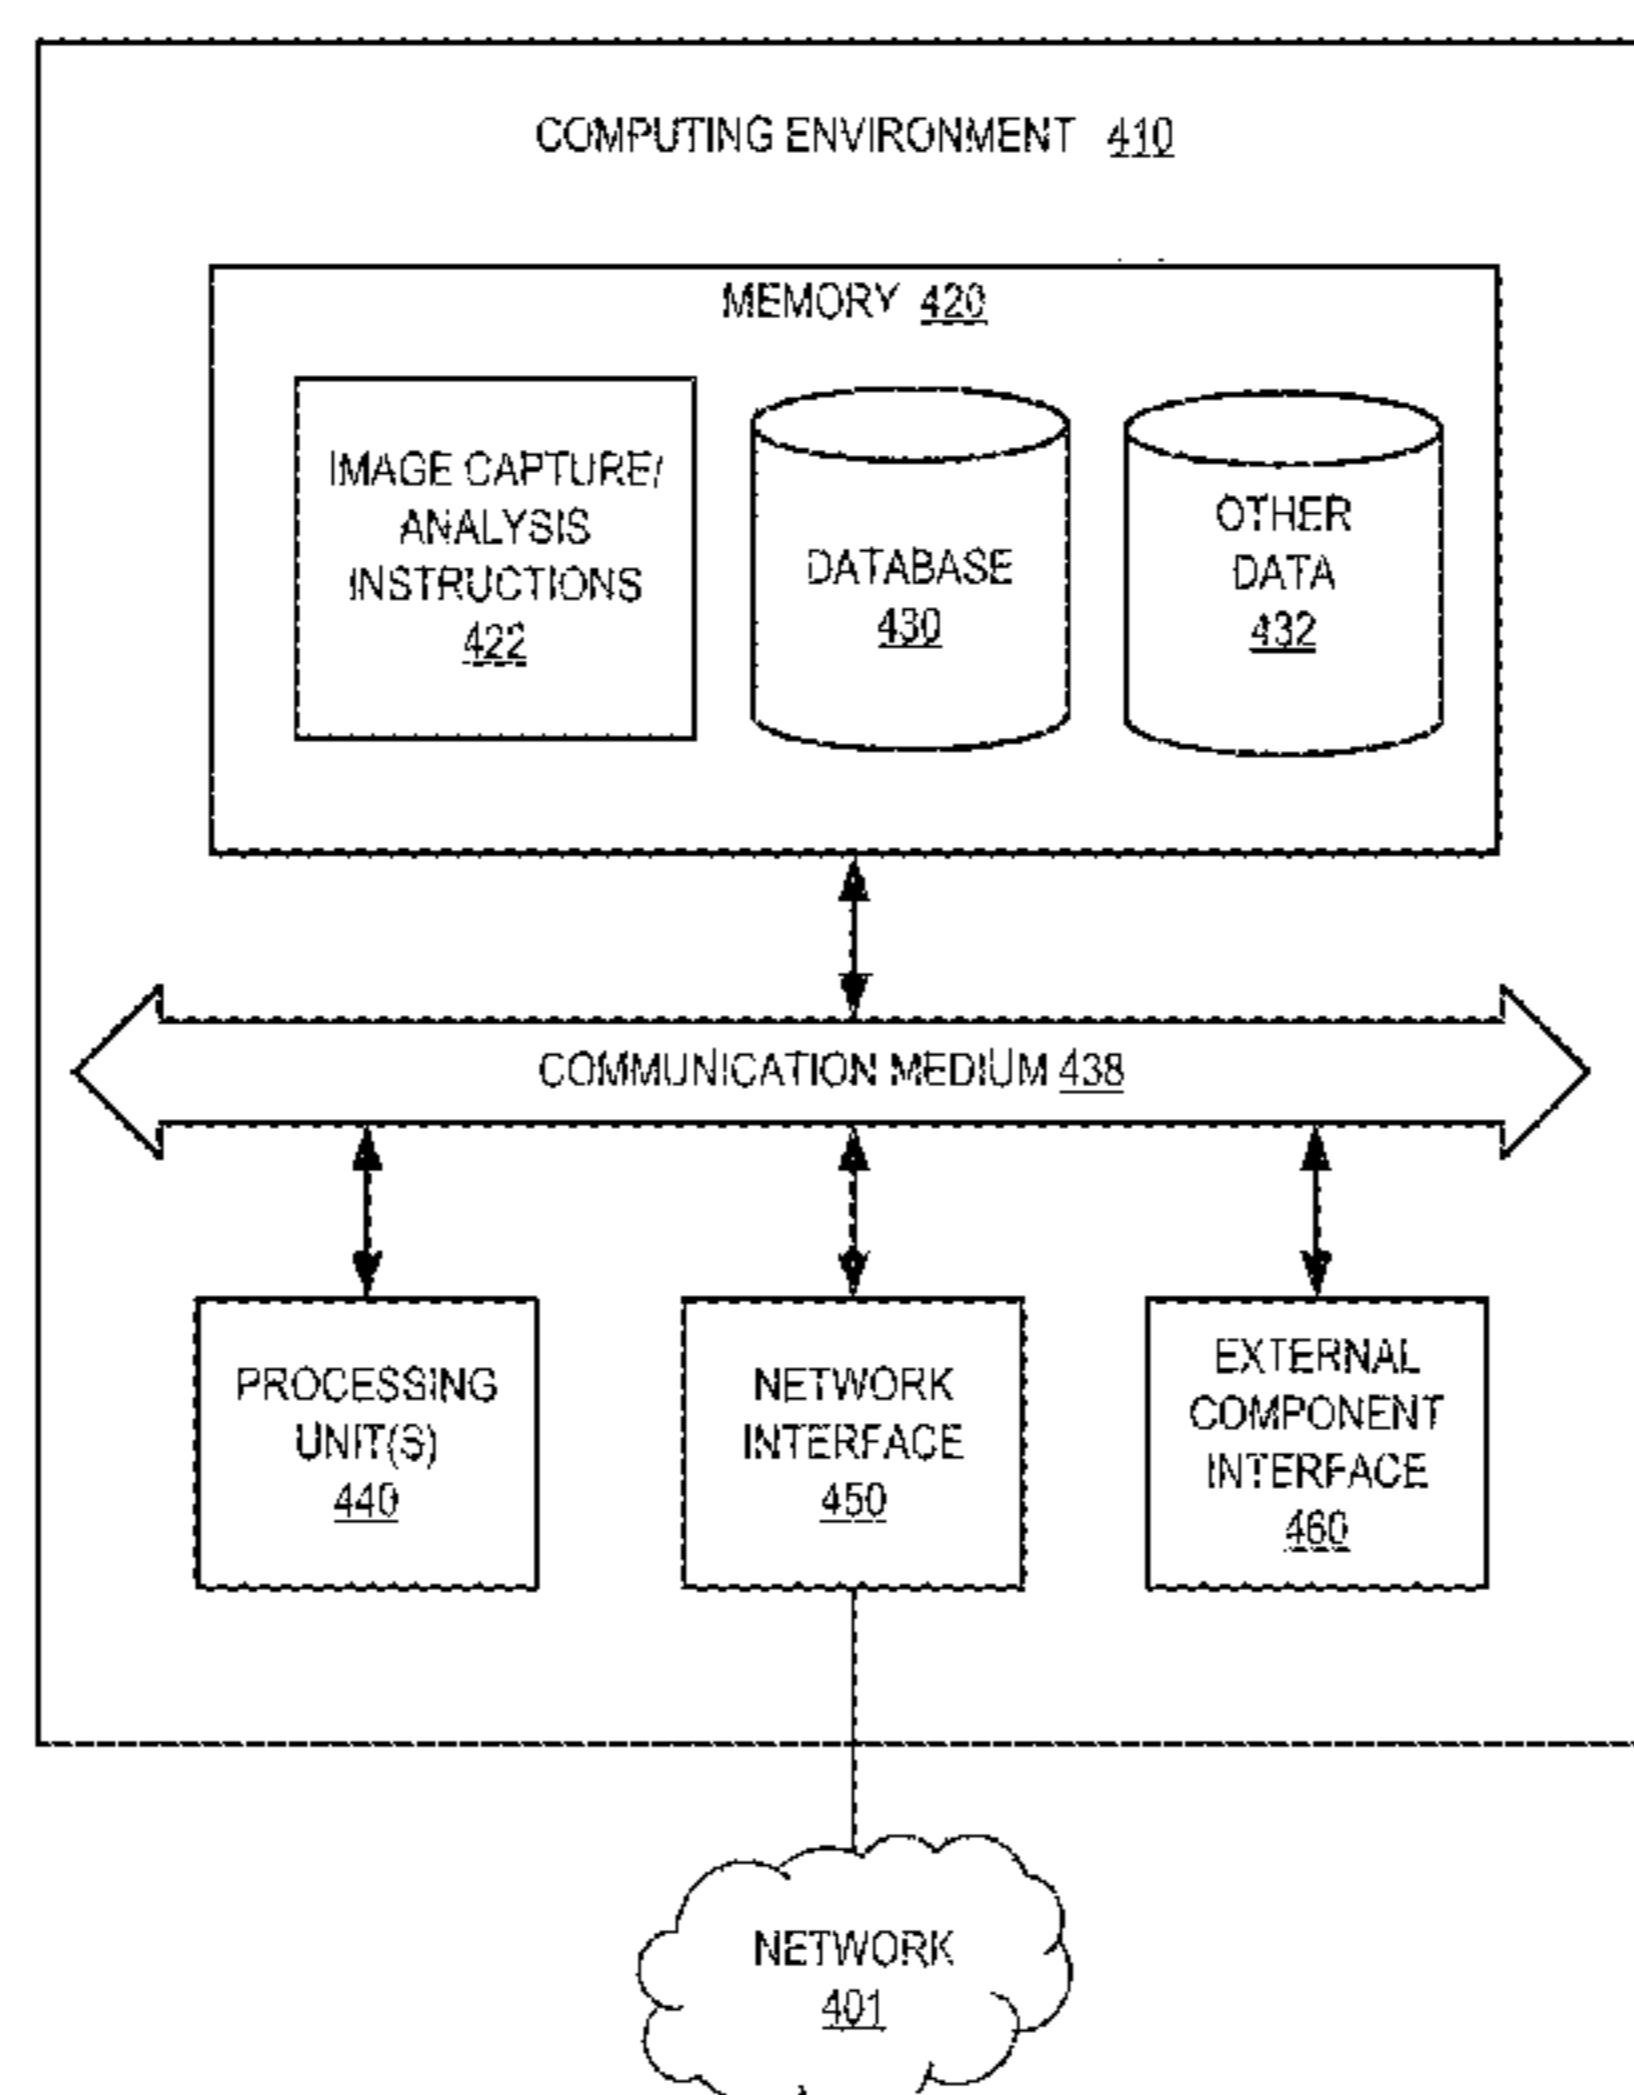 COMPUTING ENVIRONMENT 410
MEMORY 420
IMAGE CAPTURE/
ANALYSIS
INSTRUCTIONS
422
DATABASE
430
OTHER
DATA
432
COMMUNICATION MEDIUM 438
PROCESSING
UNIT(S)
440
NETWORK
INTERFACE
450
EXTERNAL
COMPONENT
INTERFACE
460
NETWORK
401